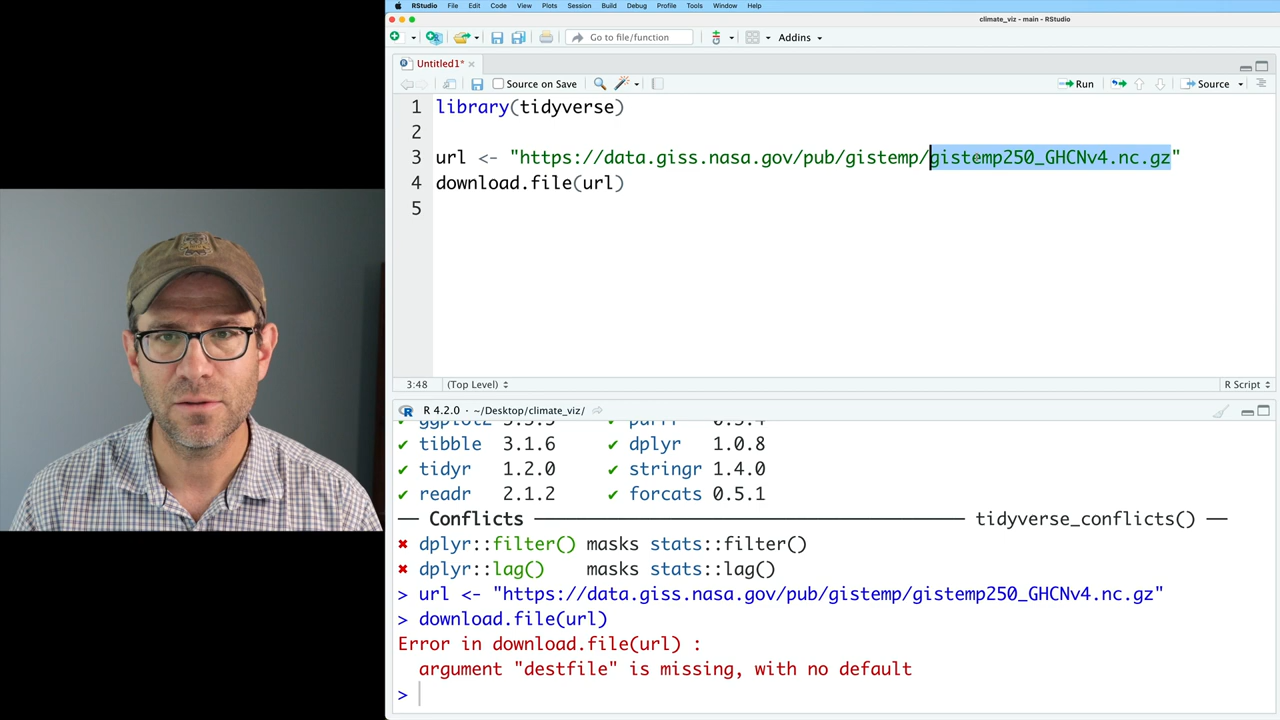 RStudio File Edit Code View Plots Session Build Debug Profile Tools Window Help
climate_viz - main - RStudio
Go to file/function Addins
Untitled1*
Source on Save Run Source
1 library(tidyverse)
2
3 url <- "https://data.giss.nasa.gov/pub/gistemp/gistemp250_GHCNv4.nc.gz"
4 download.file(url)
5
3:48 (Top Level) R Script
R 4.2.0 · ~/Desktop/climate_viz/
✔ tibble 3.1.6 ✔ dplyr 1.0.8
✔ tidyr 1.2.0 ✔ stringr 1.4.0
✔ readr 2.1.2 ✔ forcats 0.5.1
── Conflicts ── tidyverse_conflicts() ──
✖ dplyr::filter() masks stats::filter()
✖ dplyr::lag() masks stats::lag()
> url <- "https://data.giss.nasa.gov/pub/gistemp/gistemp250_GHCNv4.nc.gz"
> download.file(url)
Error in download.file(url) :
argument "destfile" is missing, with no default
>